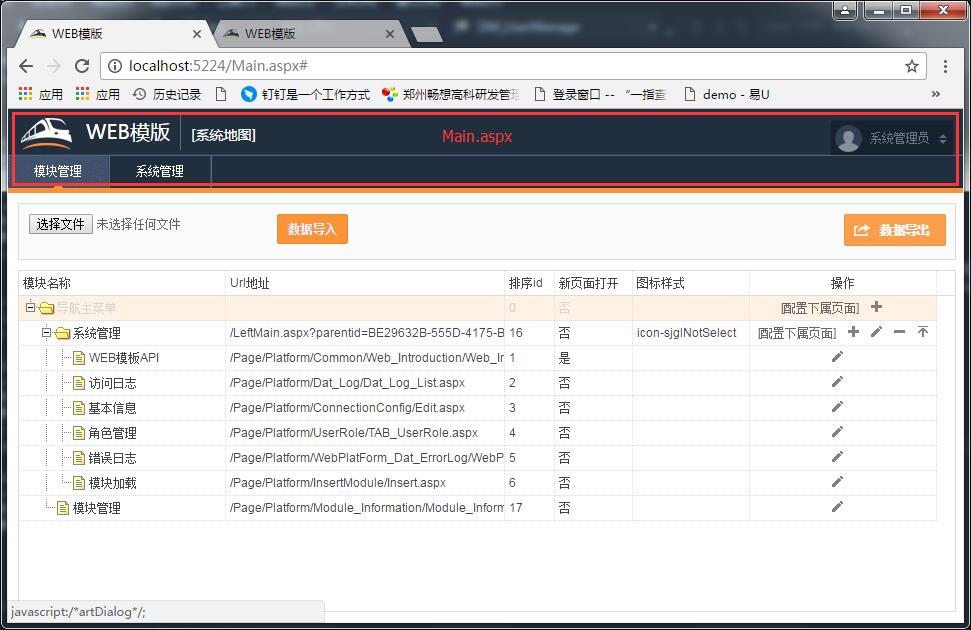 WEB模版
WEB模版
localhost:5224/Main.aspx#
应用 应用 历史记录 钉钉是一个工作方式 郑州畅想高科研发管理 登录窗口 -- “一指直 demo - 易U »
WEB模版 [系统地图] Main.aspx 系统管理员
模块管理 系统管理
选择文件 未选择任何文件 数据导入 数据导出
模块名称 Url地址 排序id 新页面打开 图标样式 操作
导航主菜单 0 否 [配置下属页面]
系统管理 /LeftMain.aspx?parentid=BE29632B-555D-4175-B 16 否 icon-sjglNotSelect [配置下属页面]
WEB模板API /Page/Platform/Common/Web_Introduction/Web_Ir 1 是
访问日志 /Page/Platform/Dat_Log/Dat_Log_List.aspx 2 否
基本信息 /Page/Platform/ConnectionConfig/Edit.aspx 3 否
角色管理 /Page/Platform/UserRole/TAB_UserRole.aspx 4 否
错误日志 /Page/Platform/WebPlatForm_Dat_ErrorLog/WebP 5 否
模块加载 /Page/Platform/InsertModule/Insert.aspx 6 否
模块管理 /Page/Platform/Module_Information/Module_Inform 17 否
javascript:/*artDialog*/;